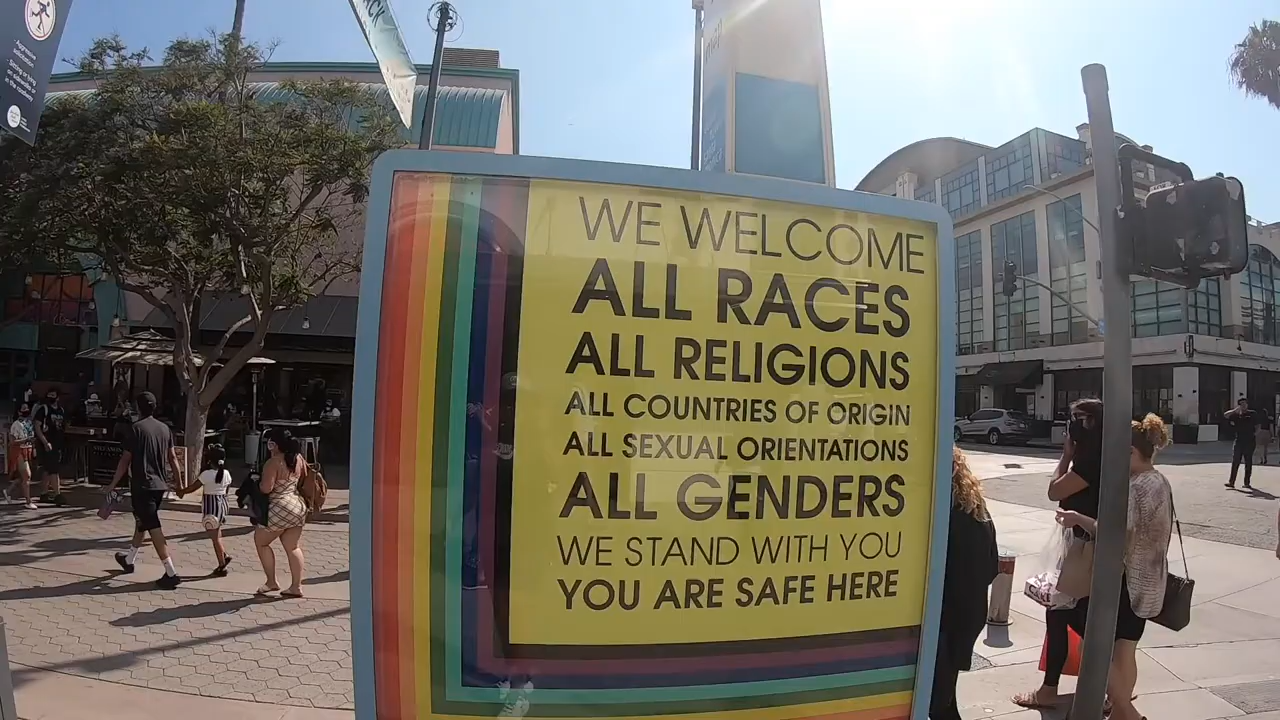 WE WELCOME
ALL RACES
ALL RELIGIONS
ALL COUNTRIES OF ORIGIN
ALL SEXUAL ORIENTATIONS
ALL GENDERS
WE STAND WITH YOU
YOU ARE SAFE HERE